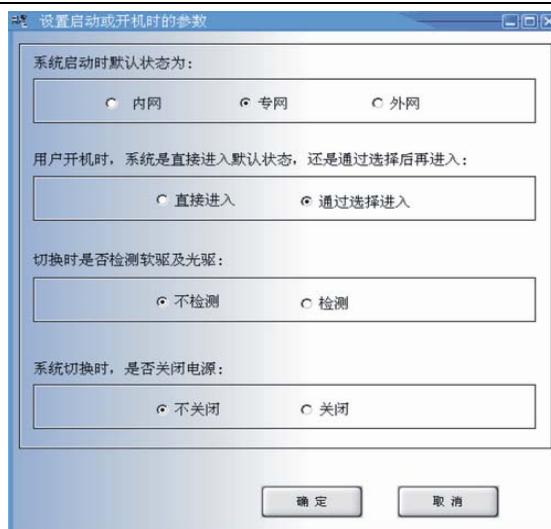 设置启动或开机时的参数
系统启动时默认状态为:
内网 专网 外网
用户开机时, 系统是直接进入默认状态, 还是通过选择后再进入:
直接进入 通过选择进入
切换时是否检测软驱及光驱:
不检测 检测
系统切换时, 是否关闭电源:
不关闭 关闭
确定 取消